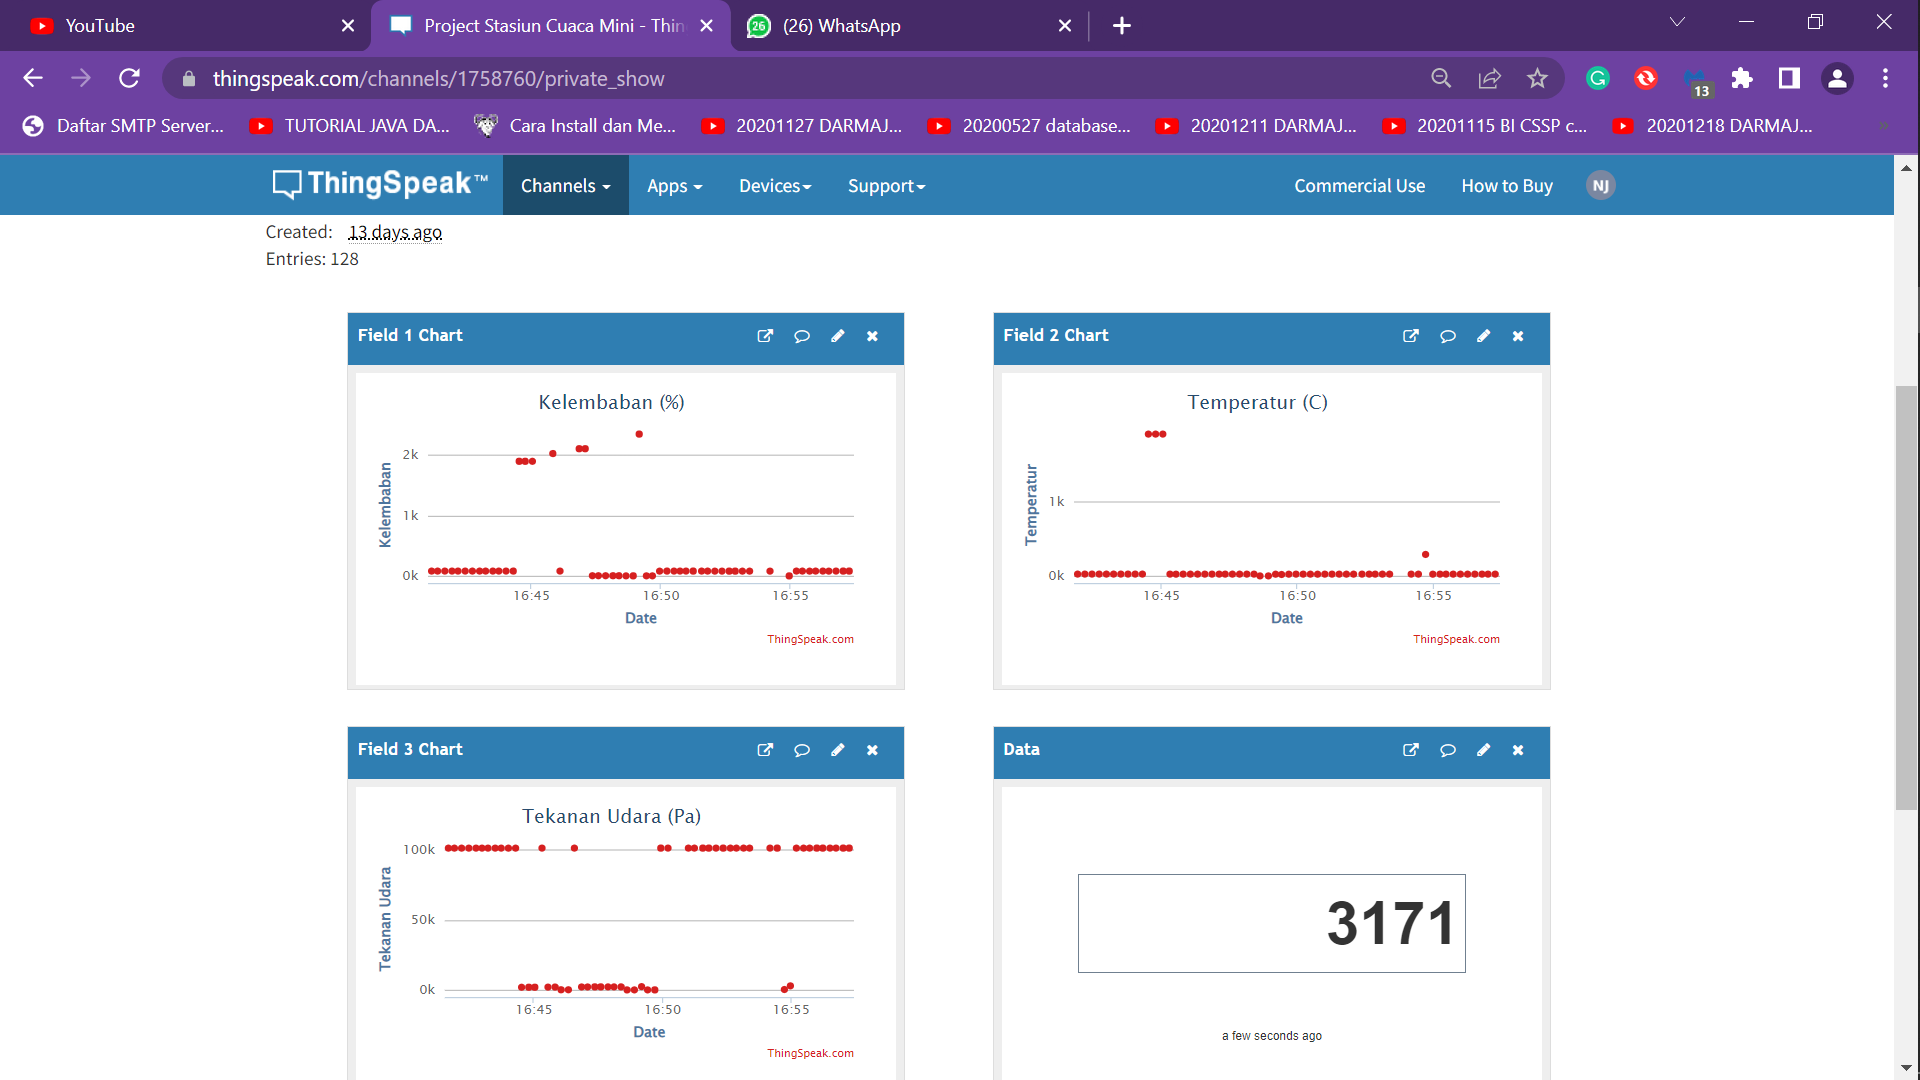 YouTube
Project Stasiun Cuaca Mini - Thin
26
(26) WhatsApp
thingspeak.com/channels/1758760/private_show
G
13
Daftar SMTP Server...
TUTORIAL JAVA DA...
Cara Install dan Me...
20201127 DARMAJ...
20200527 database...
20201211 DARMAJ...
20201115 BI CSSP c...
20201218 DARMAJ...
»
ThingSpeak™
Channels
Apps
Devices
Support
Commercial Use
How to Buy
NJ
Created: 13 days ago
Entries: 128
Field 1 Chart
Kelembaban (%)
Kelembaban
2k
1k
0k
16:45
16:50
16:55
Date
ThingSpeak.com
Field 2 Chart
Temperatur (C)
Temperatur
1k
0k
16:45
16:50
16:55
Date
ThingSpeak.com
Field 3 Chart
Tekanan Udara (Pa)
Tekanan Udara
100k
50k
0k
16:45
16:50
16:55
Date
ThingSpeak.com
Data
3171
a few seconds ago